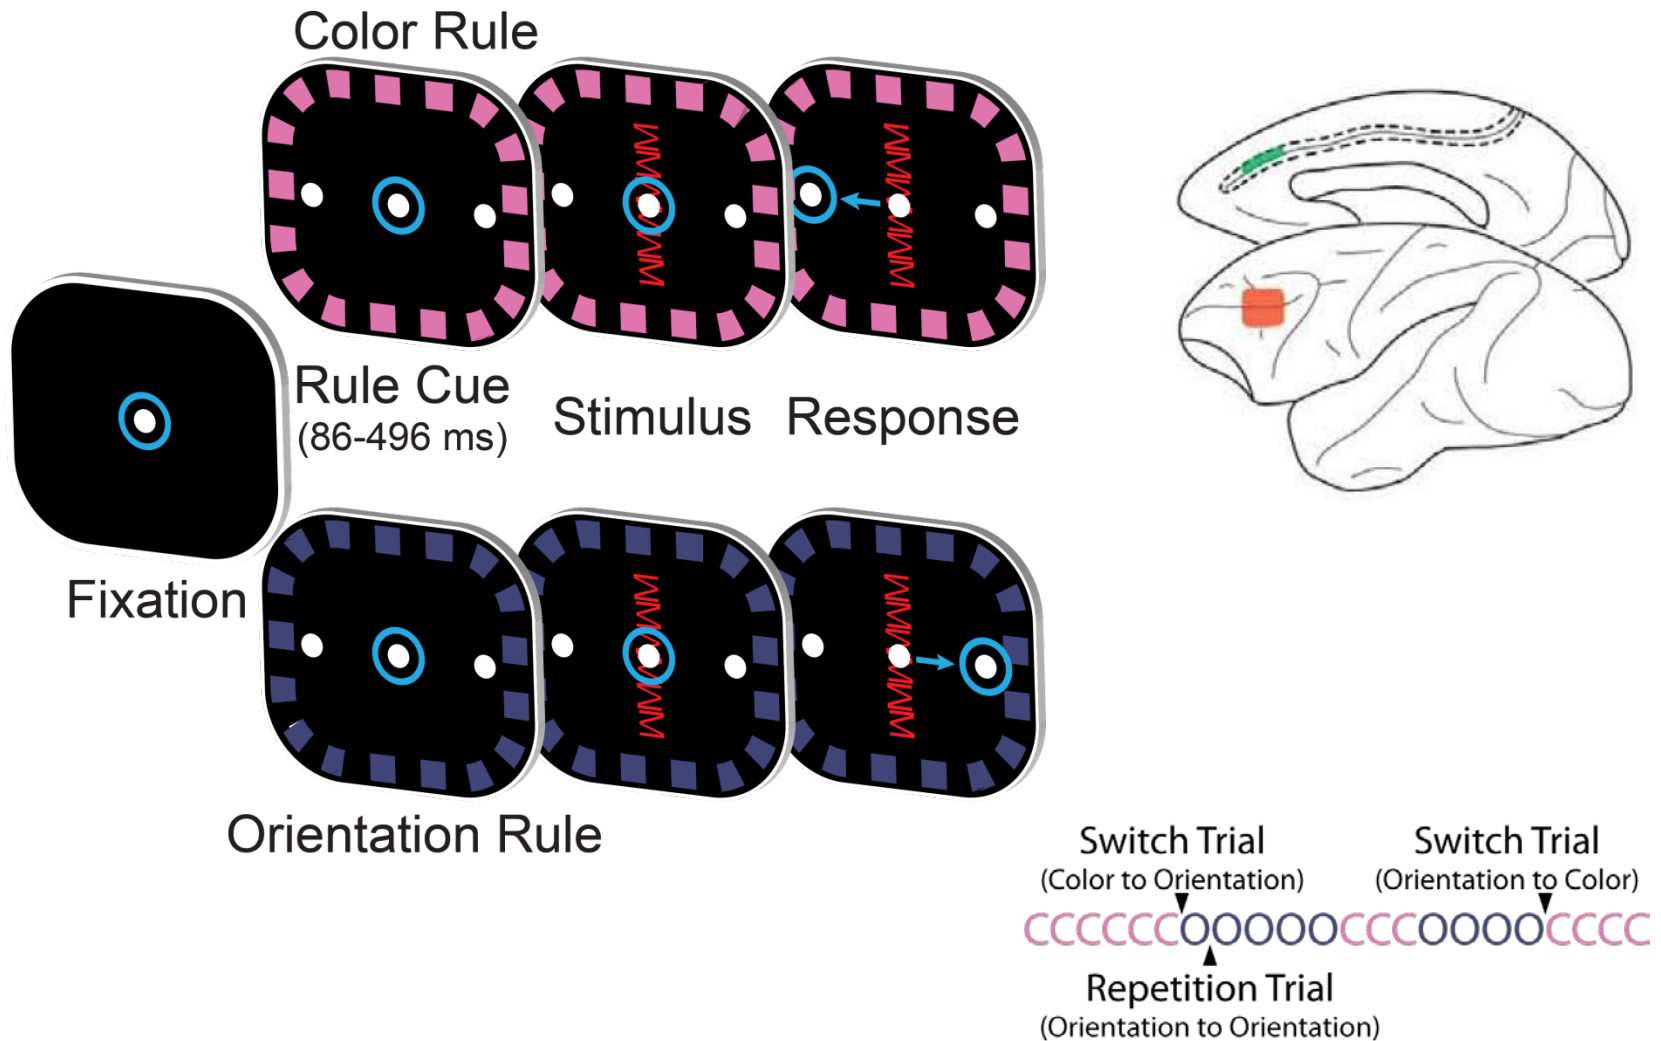 Color Rule
Rule Cue
(86-496 ms)
Stimulus
Response
Fixation
Orientation Rule
Switch Trial
(Color to Orientation)
Switch Trial
(Orientation to Color)
CCCCCCOOOOOCCCOOOOCCCC
Repetition Trial
(Orientation to Orientation)